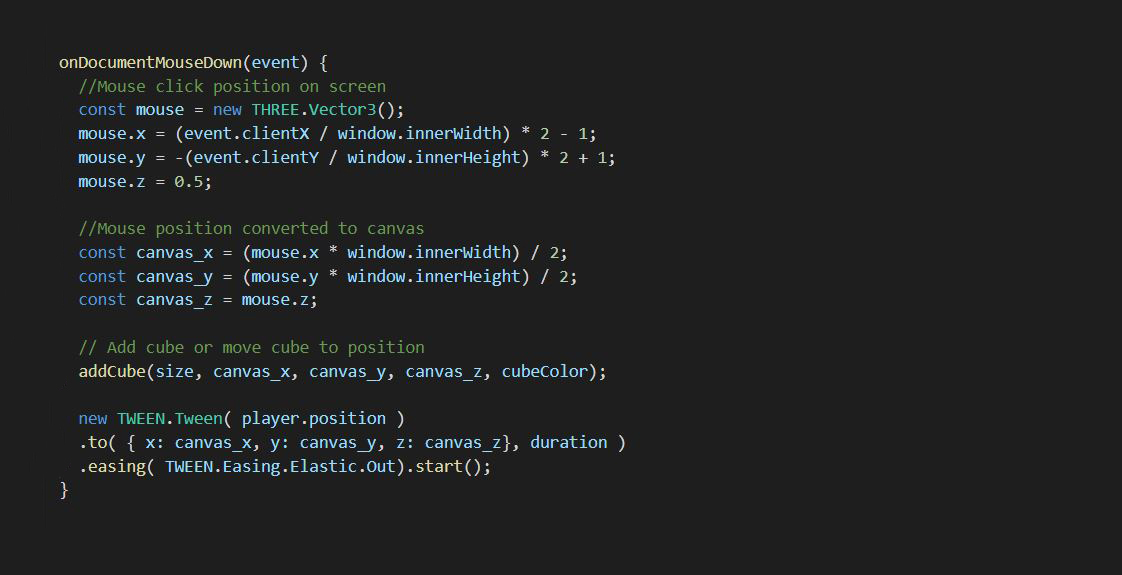 onDocumentMouseDown(event) {
//Mouse click position on screen
const mouse = new THREE.Vector3();
mouse.x = (event.clientX / window.innerWidth) * 2 - 1;
mouse.y = -(event.clientY / window.innerHeight) * 2 + 1;
mouse.z = 0.5;
//Mouse position converted to canvas
const canvas_x = (mouse.x * window.innerWidth) / 2;
const canvas_y = (mouse.y * window.innerHeight) / 2;
const canvas_z = mouse.z;
// Add cube or move cube to position
addCube(size, canvas_x, canvas_y, canvas_z, cubeColor);
new TWEEN.Tween( player.position )
.to( { x: canvas_x, y: canvas_y, z: canvas_z}, duration )
.easing( TWEEN.Easing.Elastic.Out).start();
}